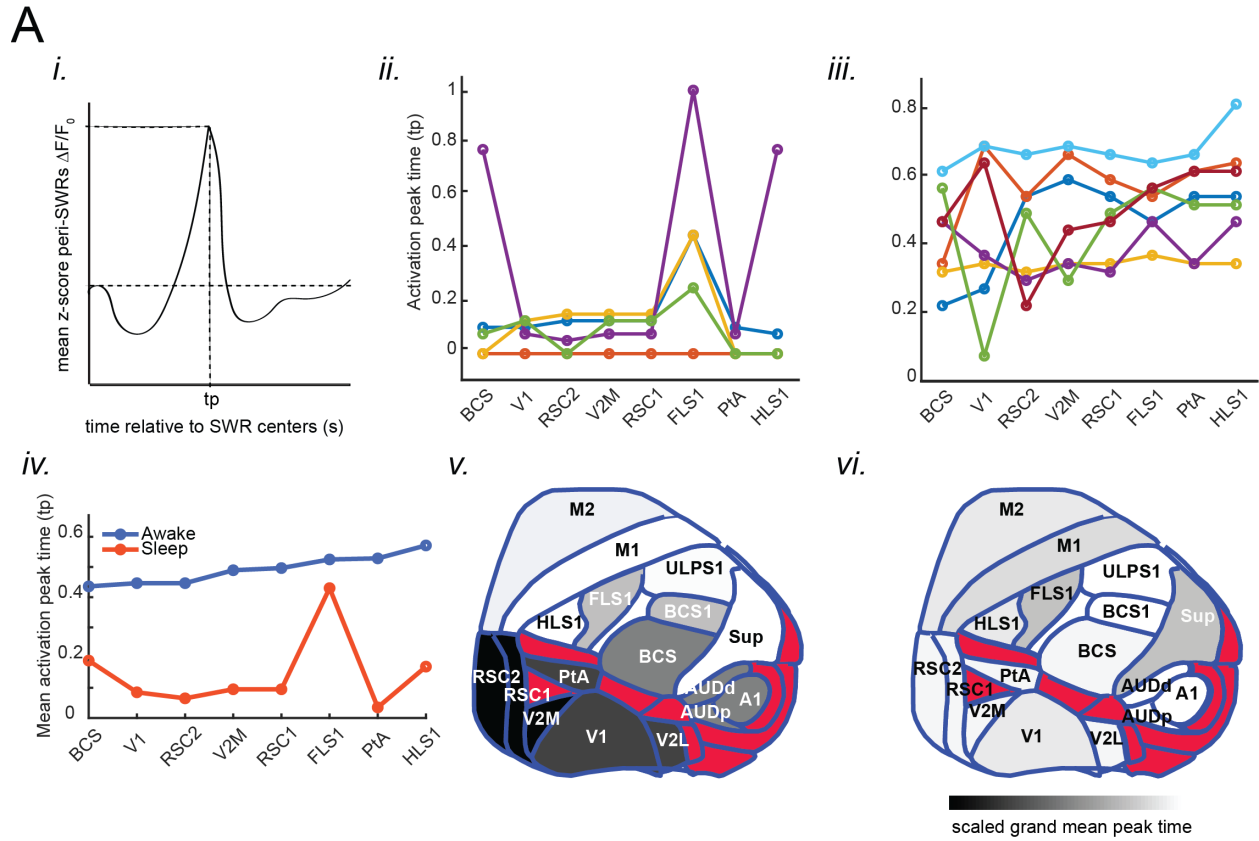 A
i.
mean z-score peri-SWRs ΔF/F0
tp
time relative to SWR centers (s)
ii.
Activation peak time (tp)
1
0.8
0.4
0.2
0
BCS
V1
RSC2
V2M
RSC1
FLS1
PtA
HLS1
iii.
0.8
0.6
0.4
0.2
0
BCS
V1
RSC2
V2M
RSC1
FLS1
PtA
HLS1
iv.
Mean activation peak time (tp)
0.6
0.4
0.2
0
Awake
Sleep
BCS
V1
RSC2
V2M
RSC1
FLS1
PtA
HLS1
v.
M2
M1
ULPS1
FLS1
BCS1
HLS1
Sup
BCS
RSC2
PtA
RSC1
AUDd
A1
V2M
AUDp
V1
V2L
vi.
M2
M1
ULPS1
FLS1
BCS1
Sup
HLS1
BCS
RSC2
PtA
RSC1
AUDd
A1
V2M
AUDp
V1
V2L
scaled grand mean peak time